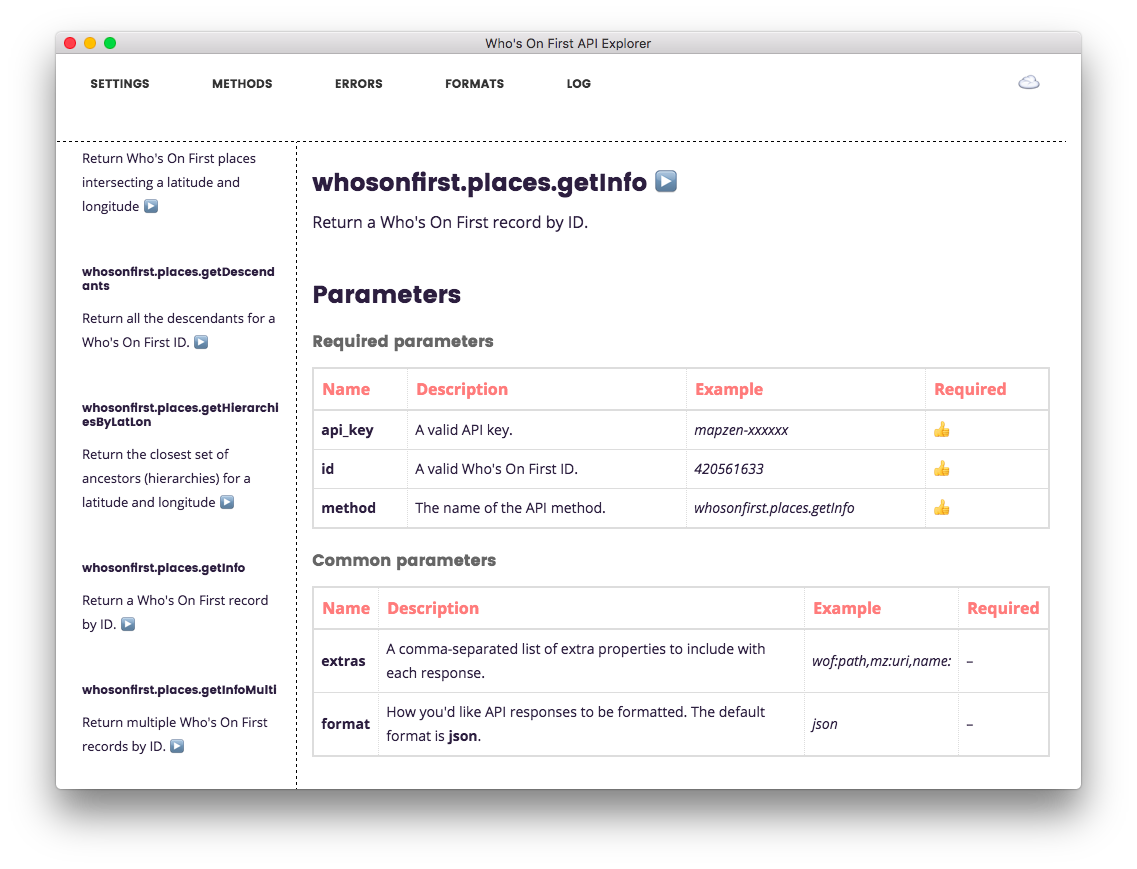 Who's On First API Explorer
SETTINGS METHODS ERRORS FORMATS LOG
Return Who's On First places
intersecting a latitude and
longitude
whosonfirst.places.getDescend
ants
Return all the descendants for a
Who's On First ID.
whosonfirst.places.getHierarchi
esByLatLon
Return the closest set of
ancestors (hierarchies) for a
latitude and longitude
whosonfirst.places.getInfo
Return a Who's On First record
by ID.
whosonfirst.places.getInfoMulti
Return multiple Who's On First
records by ID.
whosonfirst.places.getInfo
Return a Who's On First record by ID.
Parameters
Required parameters
Name Description Example Required
api_key A valid API key. mapzen-xxxxxx
id A valid Who's On First ID. 420561633
method The name of the API method. whosonfirst.places.getInfo
Common parameters
Name Description Example Required
extras A comma-separated list of extra properties to include with
each response. wof:path,mz:uri,name: –
format How you'd like API responses to be formatted. The default
format is json. json –